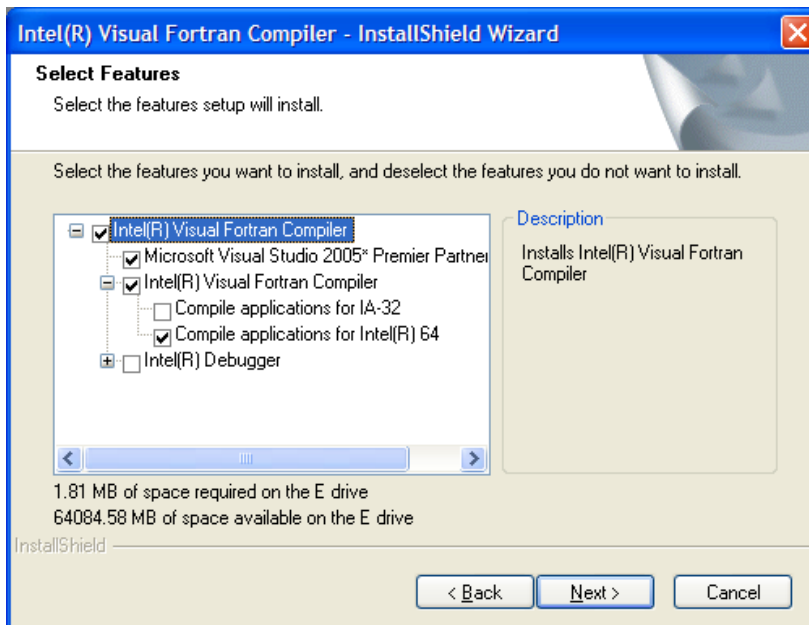 Intel(R) Visual Fortran Compiler - InstallShield Wizard
Select Features
Select the features setup will install.
Select the features you want to install, and deselect the features you do not want to install.
Intel(R) Visual Fortran Compiler
Microsoft Visual Studio 2005* Premier Partner
Intel(R) Visual Fortran Compiler
Compile applications for IA-32
Compile applications for Intel(R) 64
Intel(R) Debugger
Description
Installs Intel(R) Visual Fortran
Compiler
1.81 MB of space required on the E drive
64084.58 MB of space available on the E drive
InstallShield
< Back
Next >
Cancel